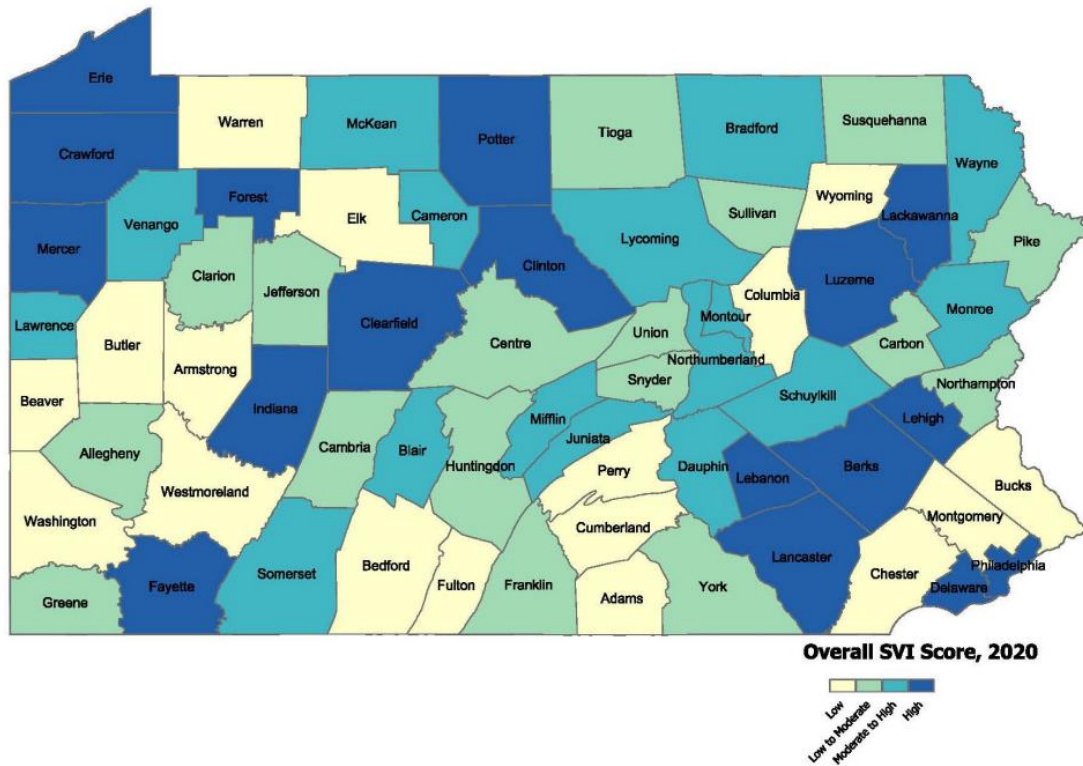 Erie
Warren
McKean
Potter
Tioga
Bradford
Susquehanna
Wayne
Crawford
Forest
Elk
Cameron
Wyoming
Lackawanna
Venango
Sullivan
Lycoming
Pike
Mercer
Clinton
Clarion
Luzerne
Jefferson
Columbia
Monroe
Lawrence
Clearfield
Montour
Butler
Centre
Union
Carbon
Northumberland
Armstrong
Snyder
Northampton
Beaver
Schuylkill
Indiana
Mifflin
Lehigh
Juniata
Allegheny
Cambria
Blair
Huntingdon
Perry
Dauphin
Lebanon
Berks
Westmoreland
Bucks
Washington
Cumberland
Montgomery
Lancaster
Bedford
Philadelphia
Somerset
Chester
Fayette
Fulton
Franklin
York
Delaware
Greene
Adams
Overall SVI Score, 2020
Low
Low to Moderate
Moderate to High
High